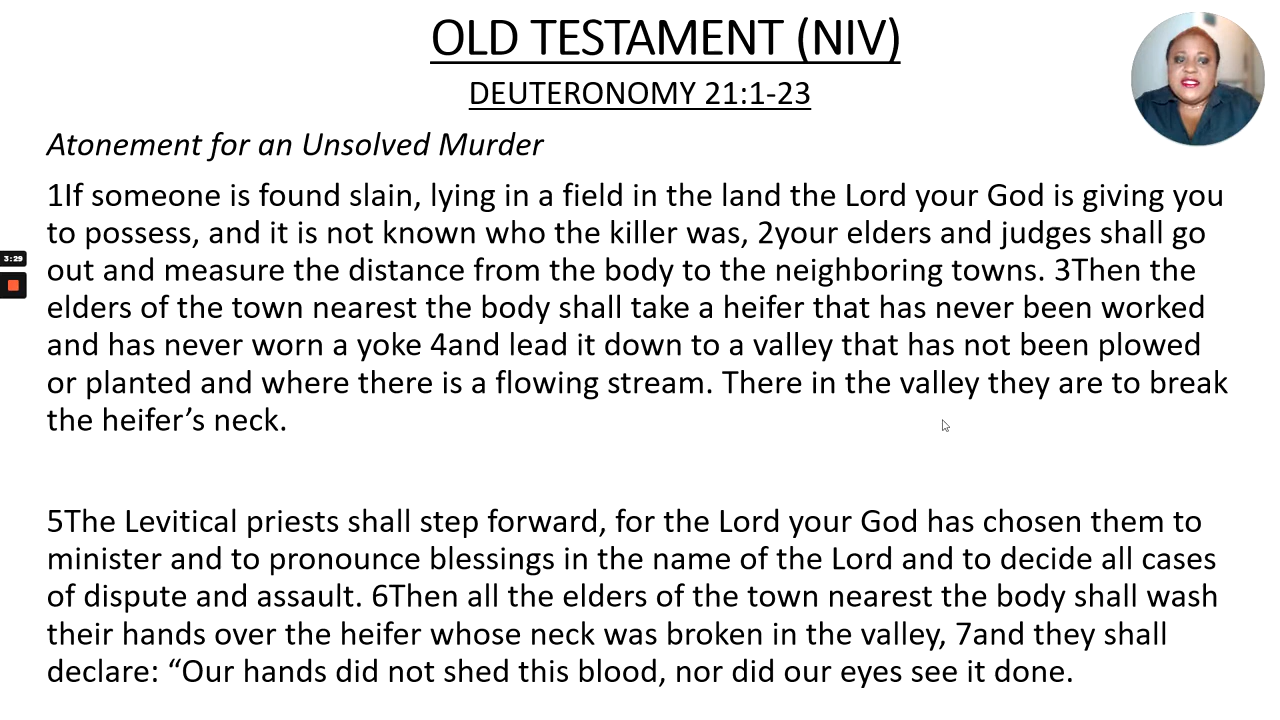 OLD TESTAMENT (NIV)
DEUTERONOMY 21:1-23
Atonement for an Unsolved Murder
1If someone is found slain, lying in a field in the land the Lord your God is giving you
to possess, and it is not known who the killer was, 2your elders and judges shall go
out and measure the distance from the body to the neighboring towns. 3Then the
elders of the town nearest the body shall take a heifer that has never been worked
and has never worn a yoke 4and lead it down to a valley that has not been plowed
or planted and where there is a flowing stream. There in the valley they are to break
the heifer’s neck.
3:29
5The Levitical priests shall step forward, for the Lord your God has chosen them to
minister and to pronounce blessings in the name of the Lord and to decide all cases
of dispute and assault. 6Then all the elders of the town nearest the body shall wash
their hands over the heifer whose neck was broken in the valley, 7and they shall
declare: “Our hands did not shed this blood, nor did our eyes see it done.